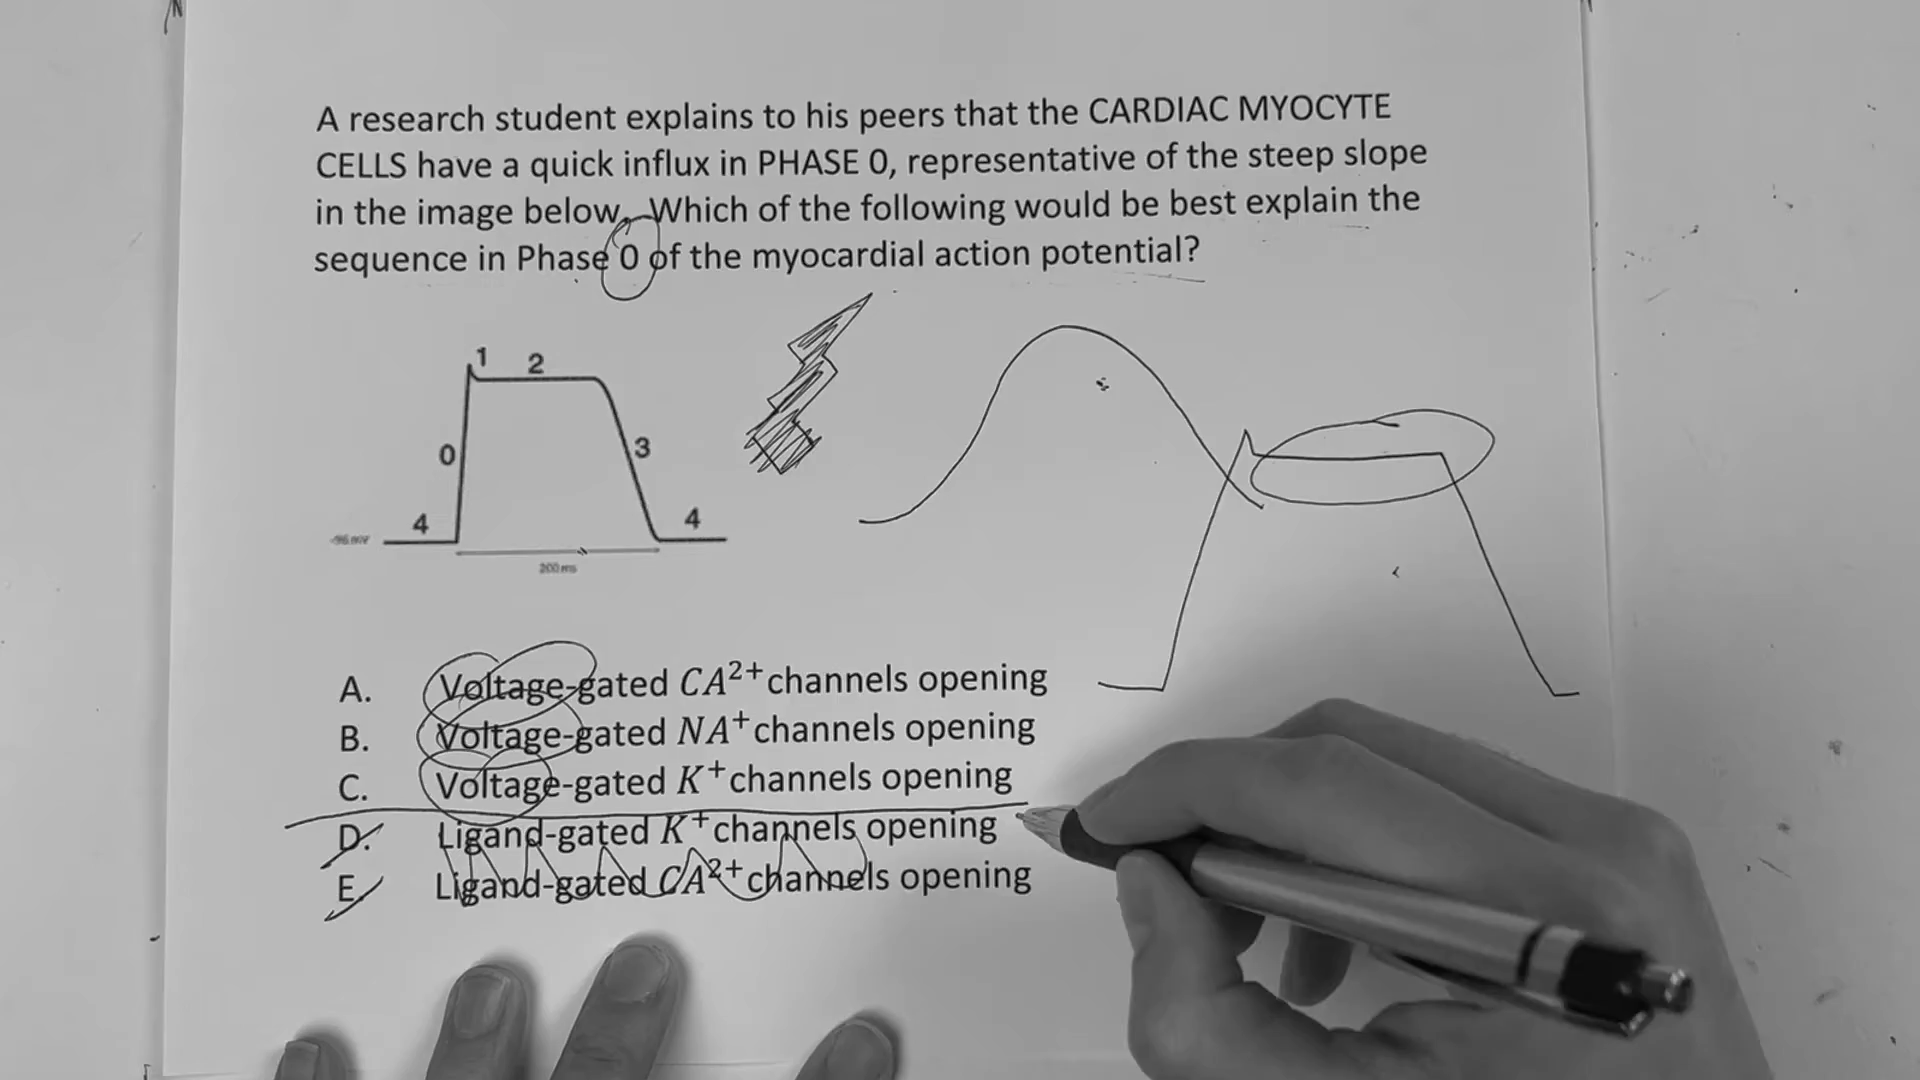 A research student explains to his peers that the CARDIAC MYOCYTE
CELLS have a quick influx in PHASE 0, representative of the steep slope
in the image below. Which of the following would be best explain the
sequence in Phase 0 of the myocardial action potential?
1
2
0
3
4
4
200 ms
A. Voltage-gated CA²⁺ channels opening
B. Voltage-gated NA⁺ channels opening
C. Voltage-gated K⁺ channels opening
D. Ligand-gated K⁺ channels opening
E. Ligand-gated CA²⁺ channels opening